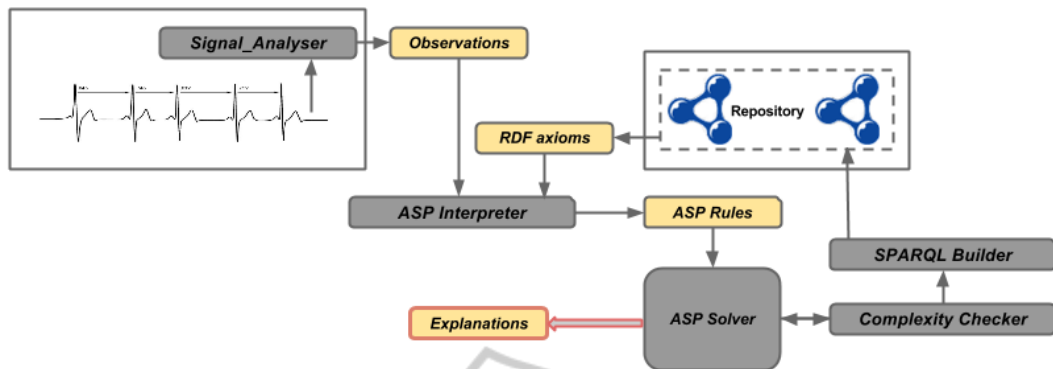 Signal_Analyser
Observations
Repository
RDF axioms
ASP Interpreter
ASP Rules
SPARQL Builder
Explanations
ASP Solver
Complexity Checker